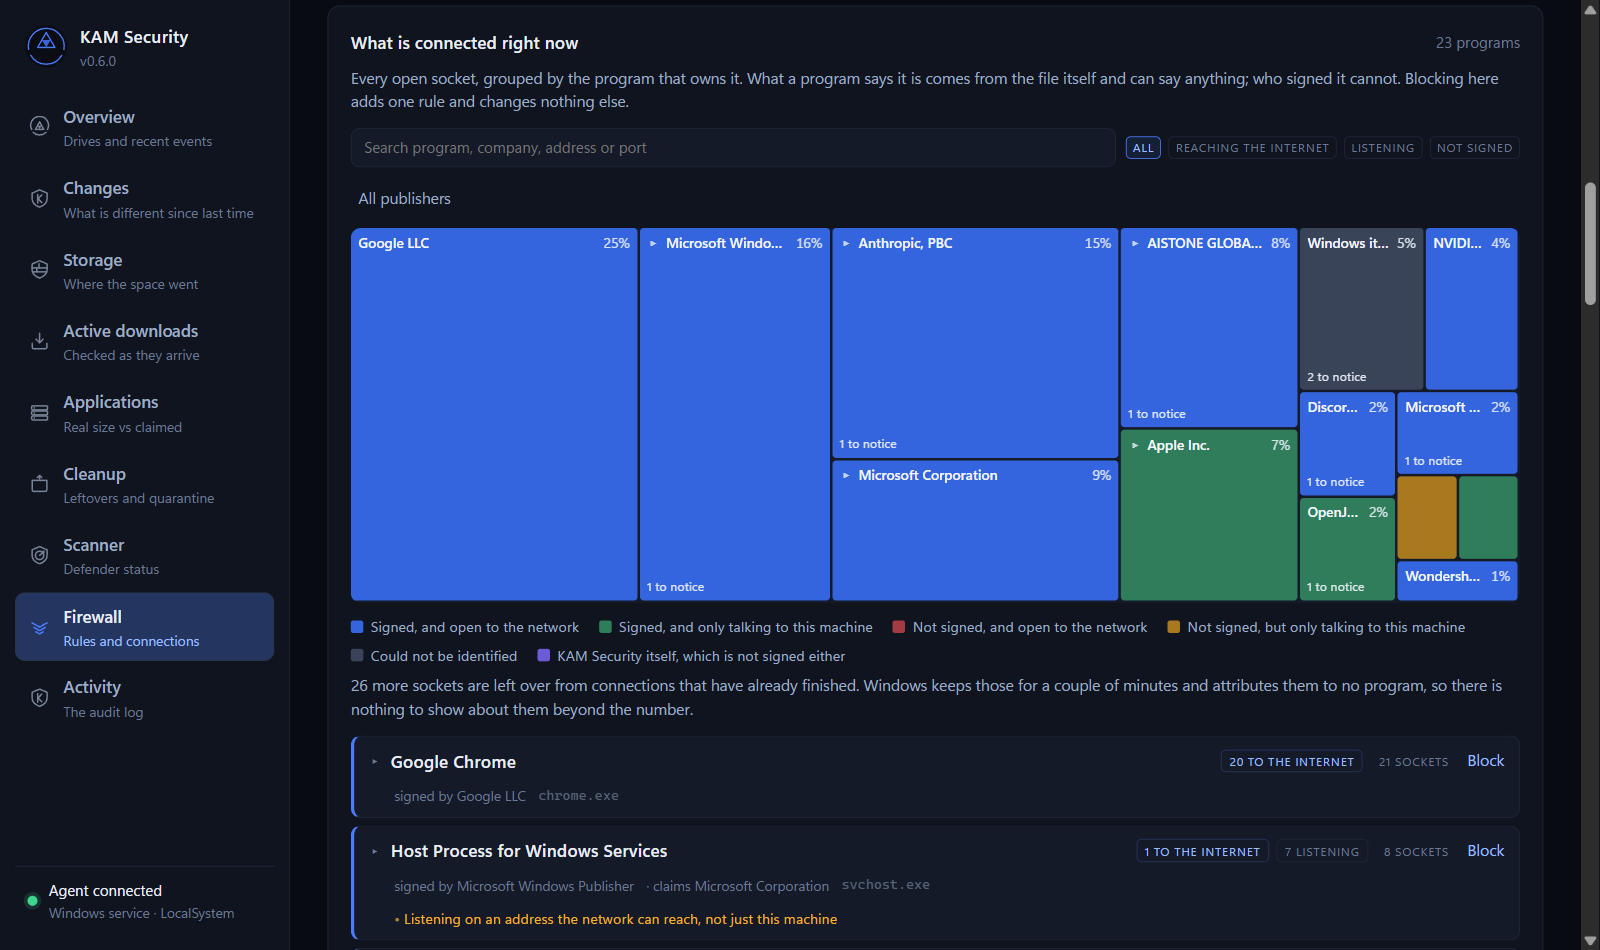 KAM Security
v0.6.0
Overview
Drives and recent events
Changes
What is different since last time
Storage
Where the space went
Active downloads
Checked as they arrive
Applications
Real size vs claimed
Cleanup
Leftovers and quarantine
Scanner
Defender status
Firewall
Rules and connections
Activity
The audit log
Agent connected
Windows service · LocalSystem
What is connected right now
23 programs
Every open socket, grouped by the program that owns it. What a program says it is comes from the file itself and can say anything; who signed it cannot. Blocking here
adds one rule and changes nothing else.
Search program, company, address or port
ALL
REACHING THE INTERNET
LISTENING
NOT SIGNED
All publishers
Google LLC 25%
Microsoft Windo... 16%
1 to notice
Anthropic, PBC 15%
1 to notice
Microsoft Corporation 9%
AISTONE GLOBA... 8%
1 to notice
Apple Inc. 7%
Windows it... 5%
2 to notice
NVIDI... 4%
Discor... 2%
1 to notice
Microsoft ... 2%
1 to notice
OpenJ... 2%
1 to notice
Wondersh... 1%
Signed, and open to the network
Signed, and only talking to this machine
Not signed, and open to the network
Not signed, but only talking to this machine
Could not be identified
KAM Security itself, which is not signed either
26 more sockets are left over from connections that have already finished. Windows keeps those for a couple of minutes and attributes them to no program, so there is
nothing to show about them beyond the number.
Google Chrome
20 TO THE INTERNET
21 SOCKETS
Block
signed by Google LLC chrome.exe
Host Process for Windows Services
1 TO THE INTERNET
7 LISTENING
8 SOCKETS
Block
signed by Microsoft Windows Publisher · claims Microsoft Corporation svchost.exe
• Listening on an address the network can reach, not just this machine